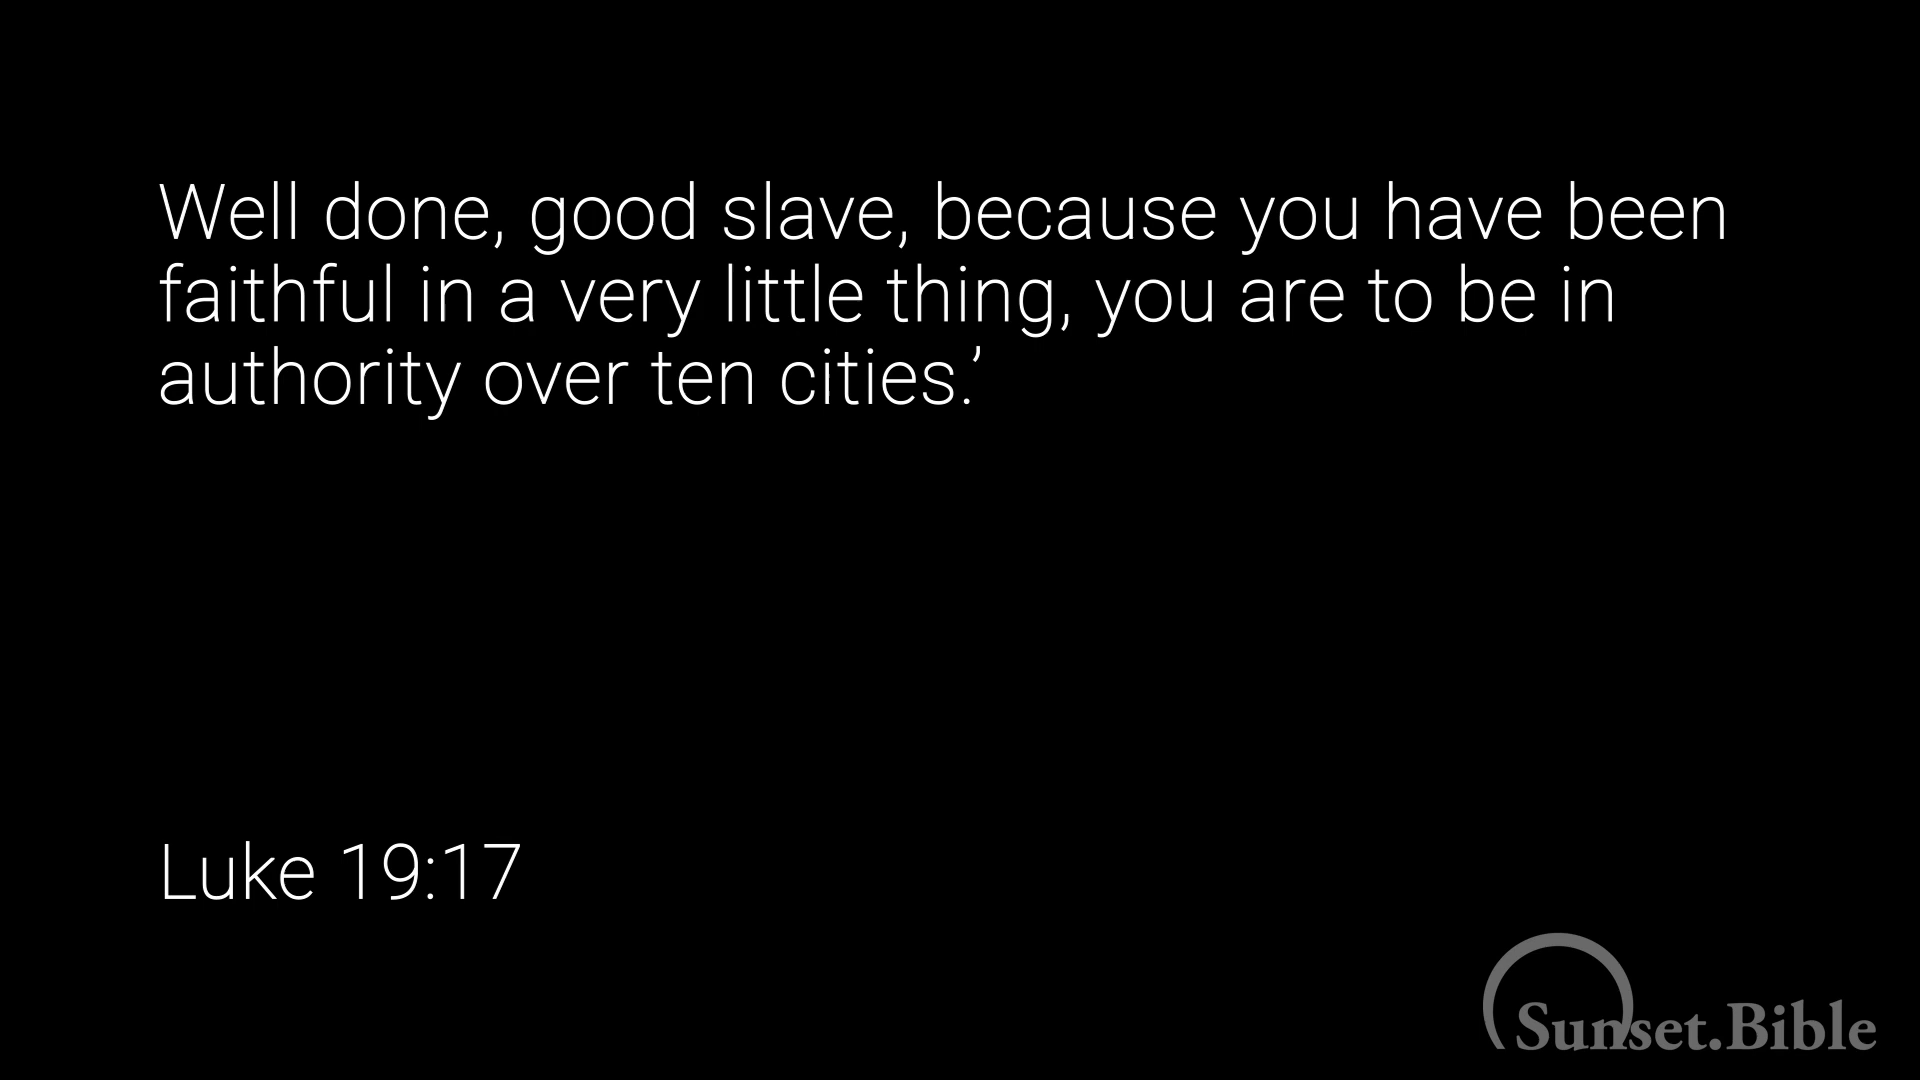 Well done, good slave, because you have been
faithful in a very little thing, you are to be in
authority over ten cities.’
Luke 19:17
Sunset.Bible